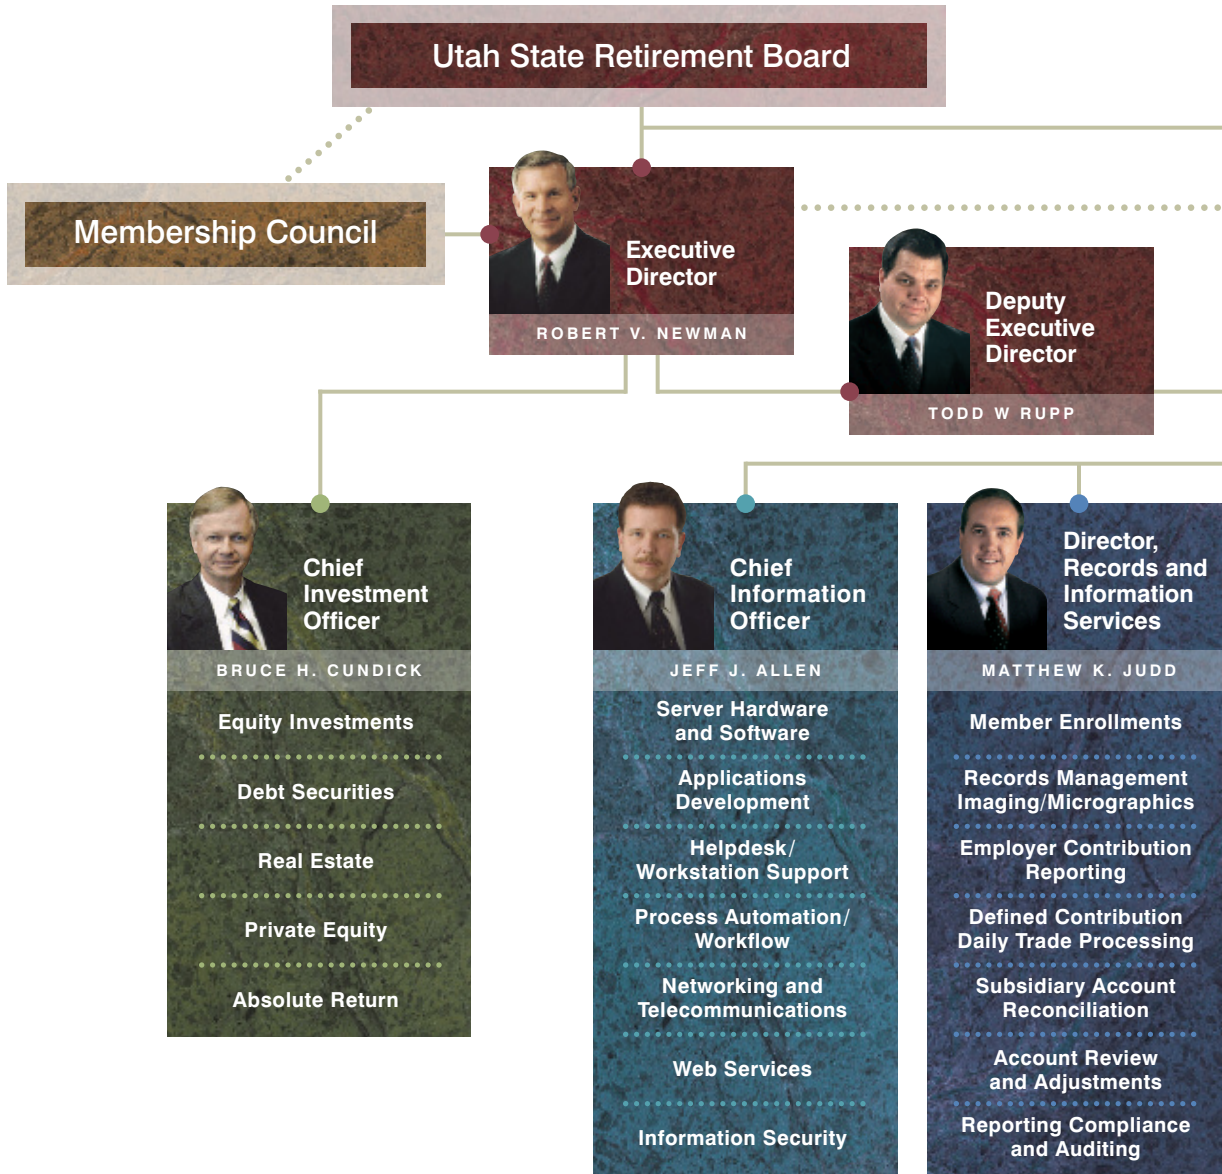 Utah State Retirement Board
Membership Council
Executive
Director
ROBERT V. NEWMAN
Deputy
Executive
Director
TODD W RUPP
Chief
Investment
Officer
BRUCE H. CUNDICK
Equity Investments
Debt Securities
Real Estate
Private Equity
Absolute Return
Chief
Information
Officer
JEFF J. ALLEN
Server Hardware
and Software
Applications
Development
Helpdesk/
Workstation Support
Process Automation/
Workflow
Networking and
Telecommunications
Web Services
Information Security
Director,
Records and
Information
Services
MATTHEW K. JUDD
Member Enrollments
Records Management
Imaging/Micrographics
Employer Contribution
Reporting
Defined Contribution
Daily Trade Processing
Subsidiary Account
Reconciliation
Account Review
and Adjustments
Reporting Compliance
and Auditing